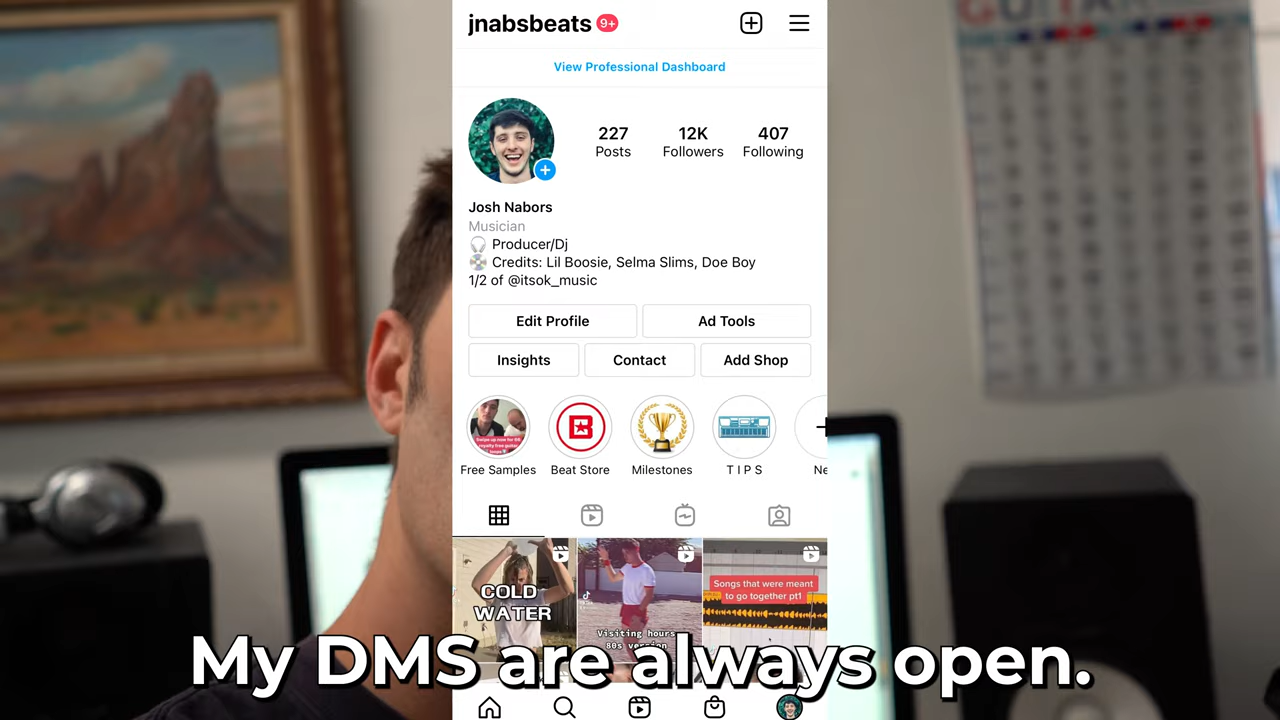 GUITAR
jnabsbeats 9+
View Professional Dashboard
227 12K 407
Posts Followers Following
Josh Nabors
Musician
Producer/Dj
Credits: Lil Boosie, Selma Slims, Doe Boy
1/2 of @itsok_music
Edit Profile Ad Tools
Insights Contact Add Shop
Free Samples Beat Store Milestones T I P S Ne
COLD
WATER
Visiting hours
80s version
Songs that were meant
to go together pt1
My DMS are always open.